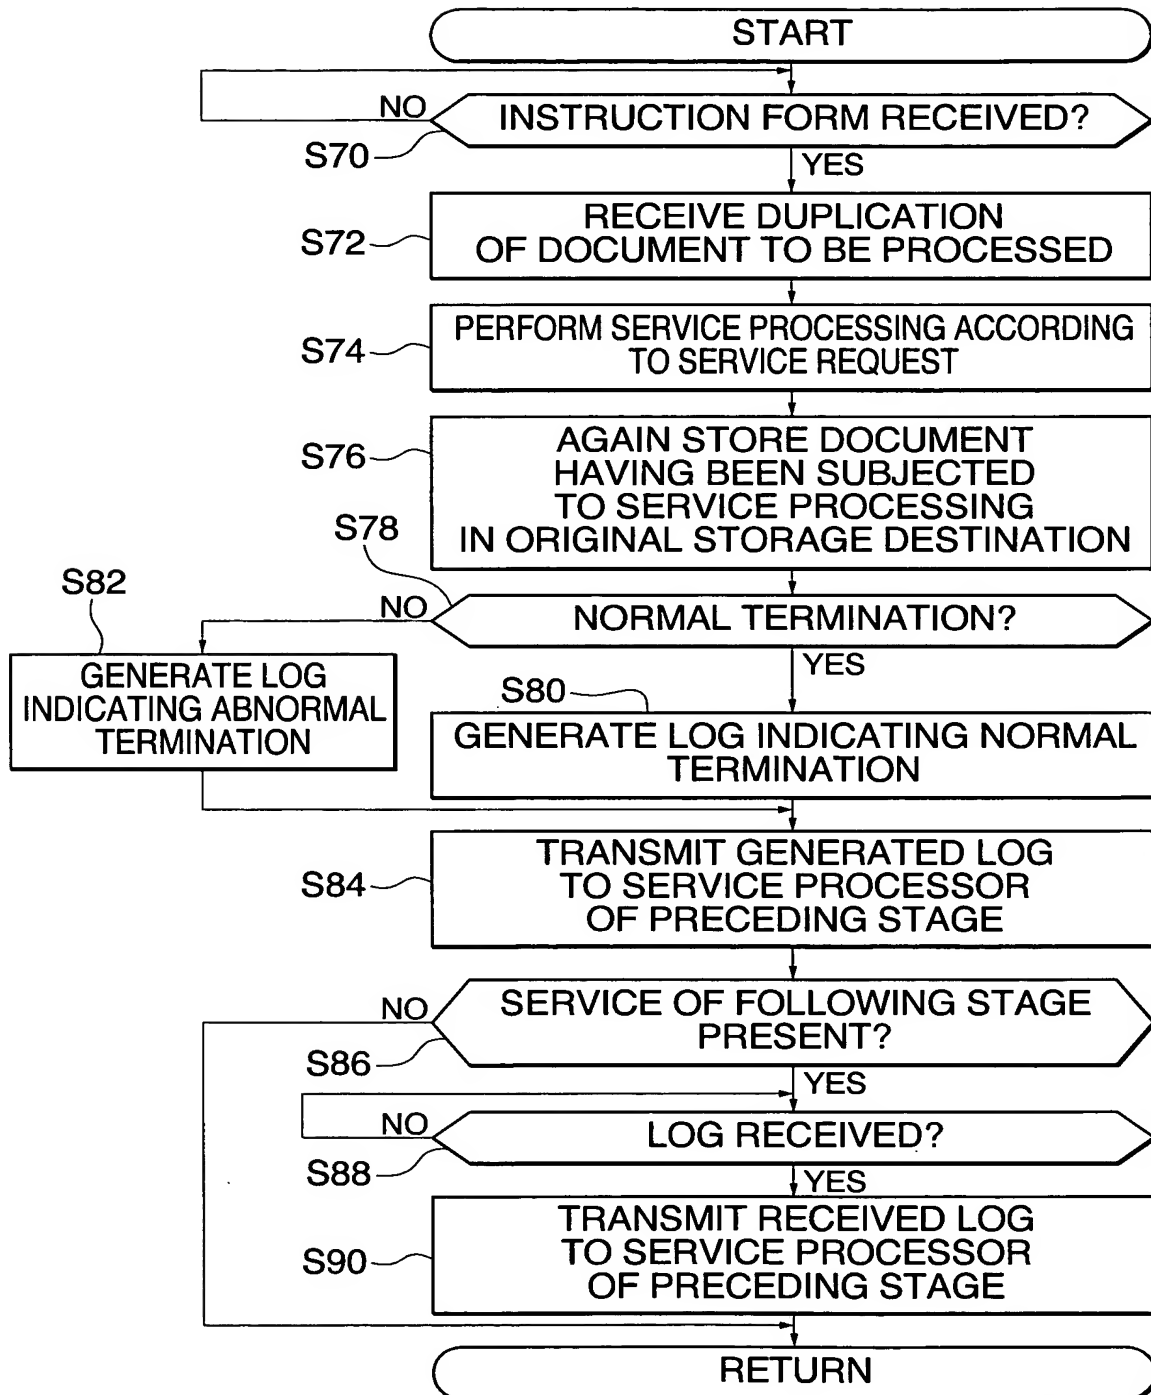 START
NO
INSTRUCTION FORM RECEIVED?
S70
YES
S72
RECEIVE DUPLICATION
OF DOCUMENT TO BE PROCESSED
S74
PERFORM SERVICE PROCESSING ACCORDING
TO SERVICE REQUEST
S76
AGAIN STORE DOCUMENT
HAVING BEEN SUBJECTED
TO SERVICE PROCESSING
IN ORIGINAL STORAGE DESTINATION
S78
NO
NORMAL TERMINATION?
YES
S82
GENERATE LOG
INDICATING ABNORMAL
TERMINATION
S80
GENERATE LOG INDICATING NORMAL
TERMINATION
S84
TRANSMIT GENERATED LOG
TO SERVICE PROCESSOR
OF PRECEDING STAGE
NO
SERVICE OF FOLLOWING STAGE
PRESENT?
S86
YES
NO
LOG RECEIVED?
S88
YES
S90
TRANSMIT RECEIVED LOG
TO SERVICE PROCESSOR
OF PRECEDING STAGE
RETURN